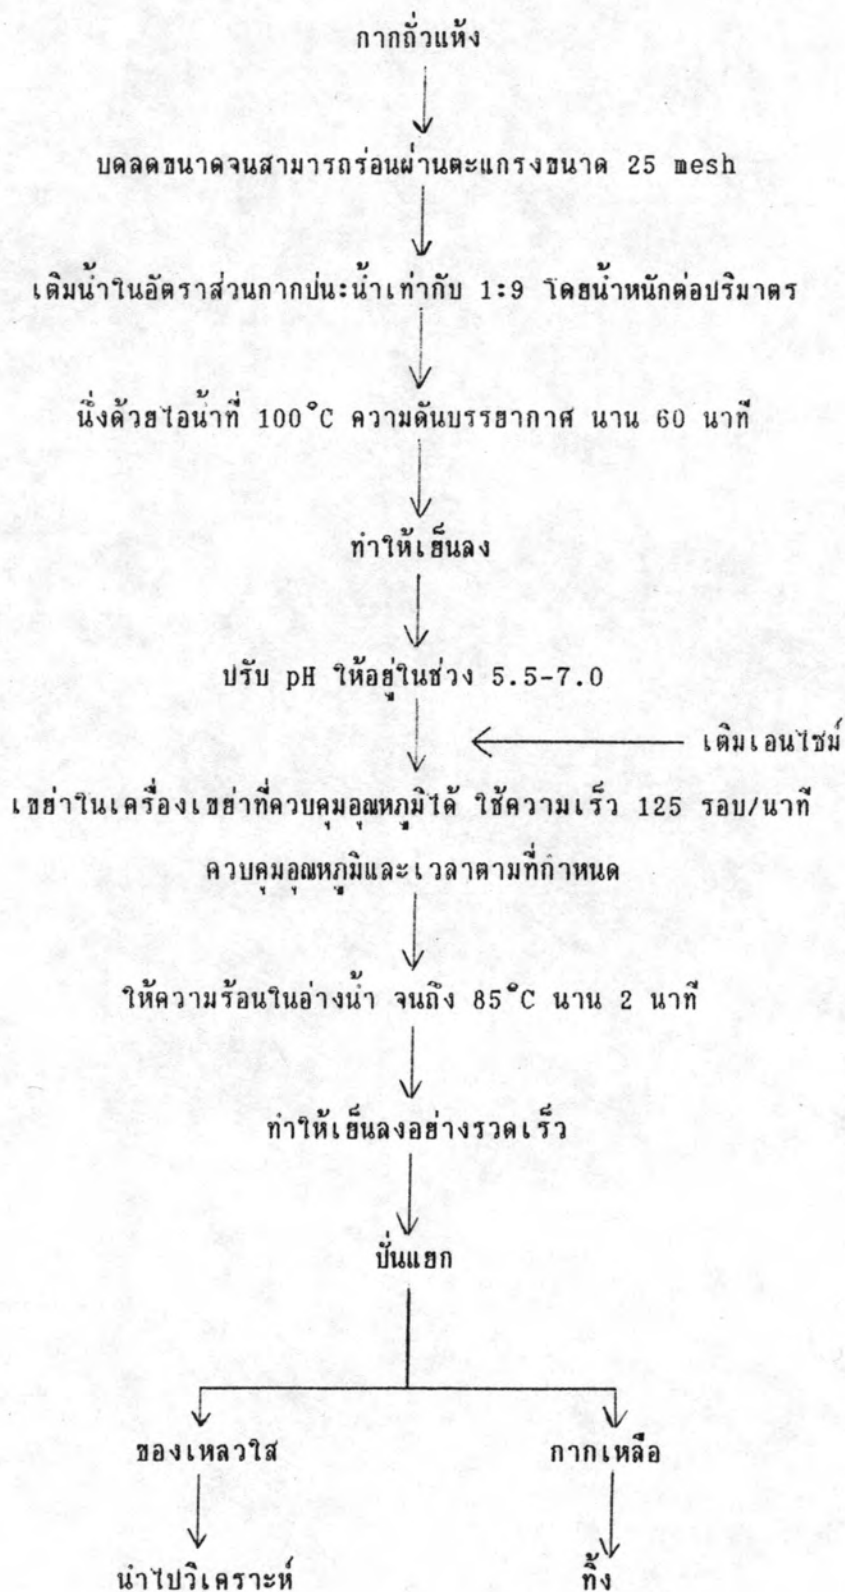 กากถั่วแห้ง
บดลดขนาดจนสามารถร่อนผ่านตะแกรงขนาด 25 mesh
เติมน้ำในอัตราส่วนกากป่น:น้ำเท่ากับ 1:9 โดยน้ำหนักต่อปริมาตร
นึ่งด้วยไอน้ำที่ 100°C ความดันบรรยากาศ นาน 60 นาที
ทำให้เย็นลง
ปรับ pH ให้อยู่ในช่วง 5.5-7.0
เติมเอนไซม์
เขย่าในเครื่องเขย่าที่ควบคุมอุณหภูมิได้ ใช้ความเร็ว 125 รอบ/นาที
ควบคุมอุณหภูมิและเวลาตามที่กำหนด
ให้ความร้อนในอ่างน้ำ จนถึง 85°C นาน 2 นาที
ทำให้เย็นลงอย่างรวดเร็ว
ปั่นแยก
ของเหลวใส กากเหลือ
นำไปวิเคราะห์ ทิ้ง